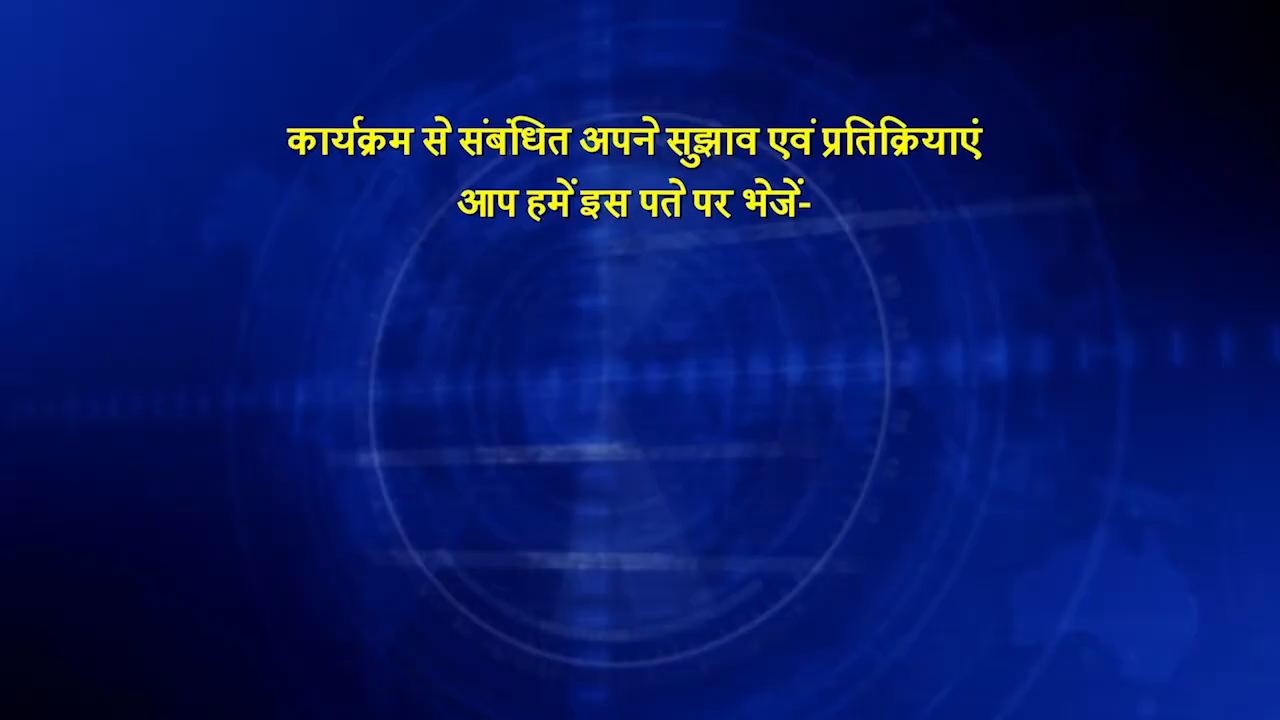 कार्यक्रम से संबंधित अपने सुझाव एवं प्रतिक्रियाएं
आप हमें इस पते पर भेजें-